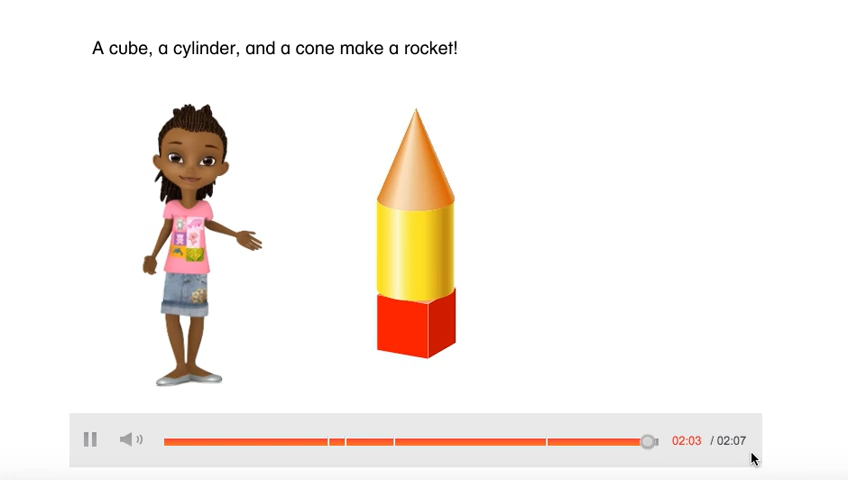 A cube, a cylinder, and a cone make a rocket!
02:03 / 02:07